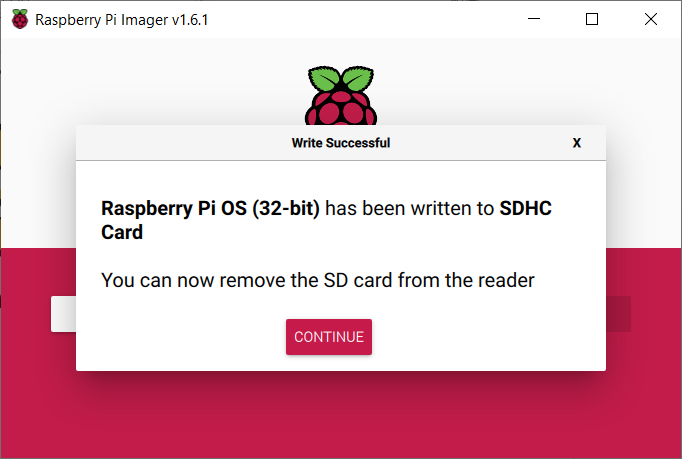 Raspberry Pi Imager v1.6.1
Write Successful X
Raspberry Pi OS (32-bit) has been written to SDHC
Card
You can now remove the SD card from the reader
CONTINUE